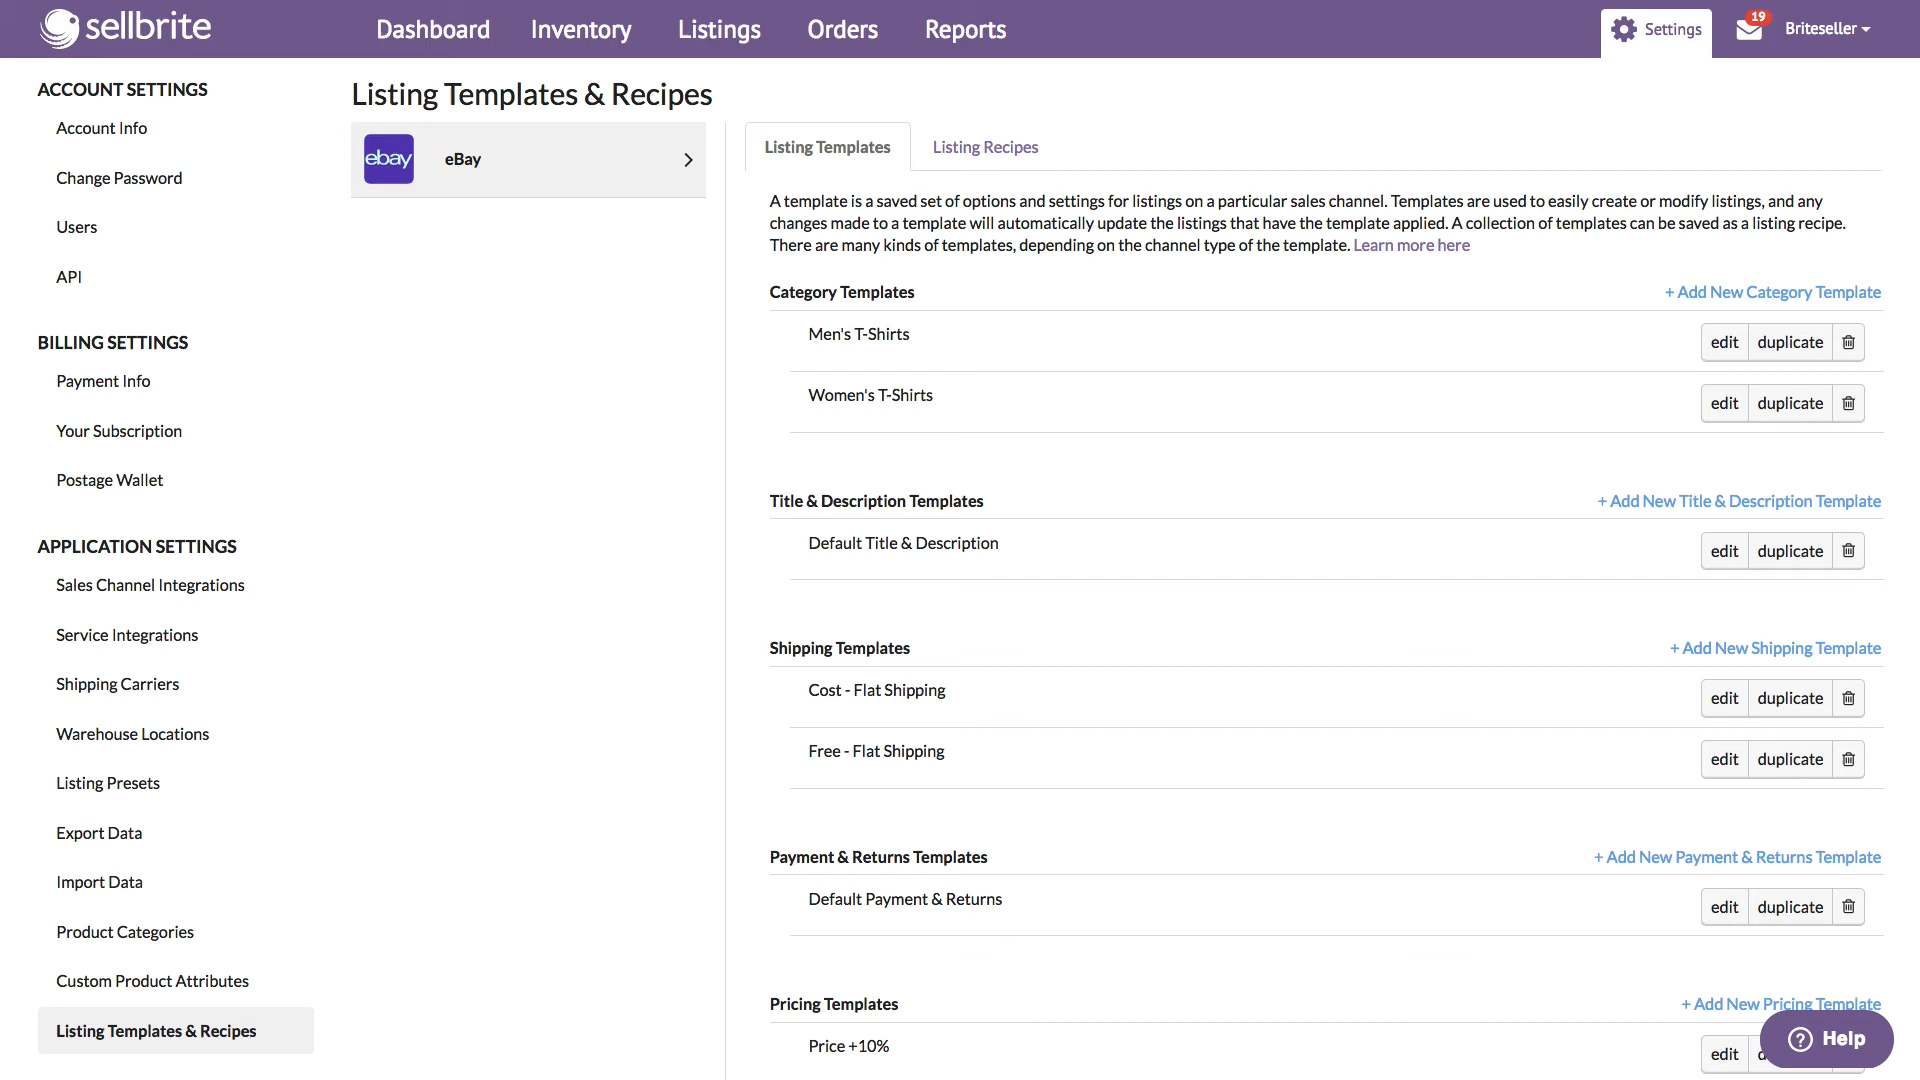 sellbrite
Dashboard
Inventory
Listings
Orders
Reports
Settings
19
Briteseller
ACCOUNT SETTINGS
Account Info
Change Password
Users
API
BILLING SETTINGS
Payment Info
Your Subscription
Postage Wallet
APPLICATION SETTINGS
Sales Channel Integrations
Service Integrations
Shipping Carriers
Warehouse Locations
Listing Presets
Export Data
Import Data
Product Categories
Custom Product Attributes
Listing Templates & Recipes
Listing Templates & Recipes
ebay
eBay
Listing Templates
Listing Recipes
A template is a saved set of options and settings for listings on a particular sales channel. Templates are used to easily create or modify listings, and any
changes made to a template will automatically update the listings that have the template applied. A collection of templates can be saved as a listing recipe.
There are many kinds of templates, depending on the channel type of the template. Learn more here
Category Templates
+ Add New Category Template
Men's T-Shirts
edit duplicate
Women's T-Shirts
edit duplicate
Title & Description Templates
+ Add New Title & Description Template
Default Title & Description
edit duplicate
Shipping Templates
+ Add New Shipping Template
Cost - Flat Shipping
edit duplicate
Free - Flat Shipping
edit duplicate
Payment & Returns Templates
+ Add New Payment & Returns Template
Default Payment & Returns
edit duplicate
Pricing Templates
+ Add New Pricing Template
Price +10%
edit
? Help